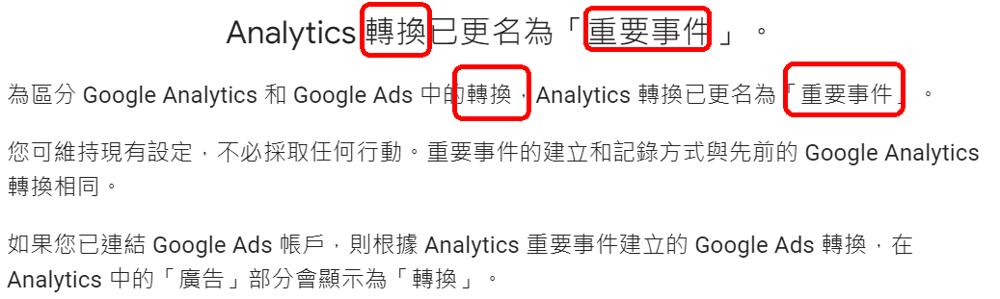 Analytics 轉換已更名為「重要事件」。
為區分 Google Analytics 和 Google Ads 中的轉換，Analytics 轉換已更名為「重要事件」。
您可維持現有設定，不必採取任何行動。重要事件的建立和記錄方式與先前的 Google Analytics
轉換相同。
如果您已連結 Google Ads 帳戶，則根據 Analytics 重要事件建立的 Google Ads 轉換，在
Analytics 中的「廣告」部分會顯示為「轉換」。